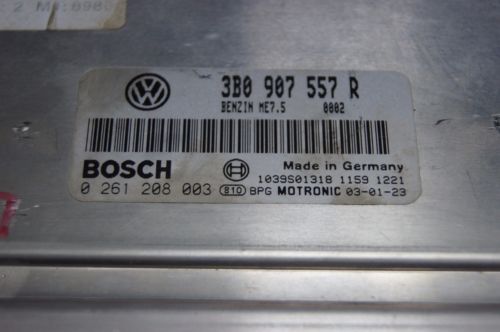 3B0 907 557 R
BENZIN ME7.5 0002
BOSCH Made in Germany
1039S01318 1159 1221
0 261 208 003 810 BPG MOTRONIC 03-01-23